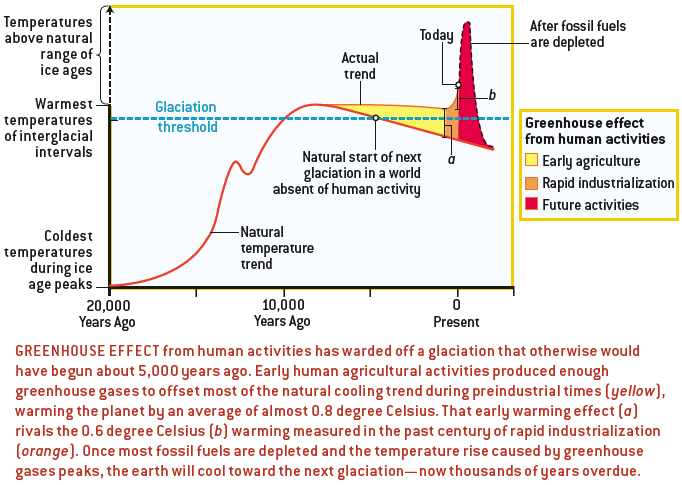 Temperatures
above natural
range of
ice ages
Warmest
temperatures
of interglacial
intervals
Coldest
temperatures
during ice
age peaks
Today
After fossil fuels
are depleted
Actual
trend
b
Glaciation
threshold
a
Natural start of next
glaciation in a world
absent of human activity
Natural
temperature
trend
Greenhouse effect
from human activities
Early agriculture
Rapid industrialization
Future activities
20,000
Years Ago
10,000
Years Ago
0
Present
GREENHOUSE EFFECT from human activities has warded off a glaciation that otherwise would
have begun about 5,000 years ago. Early human agricultural activities produced enough
greenhouse gases to offset most of the natural cooling trend during preindustrial times (yellow),
warming the planet by an average of almost 0.8 degree Celsius. That early warming effect (a)
rivals the 0.6 degree Celsius (b) warming measured in the past century of rapid industrialization
(orange). Once most fossil fuels are depleted and the temperature rise caused by greenhouse
gases peaks, the earth will cool toward the next glaciation—now thousands of years overdue.